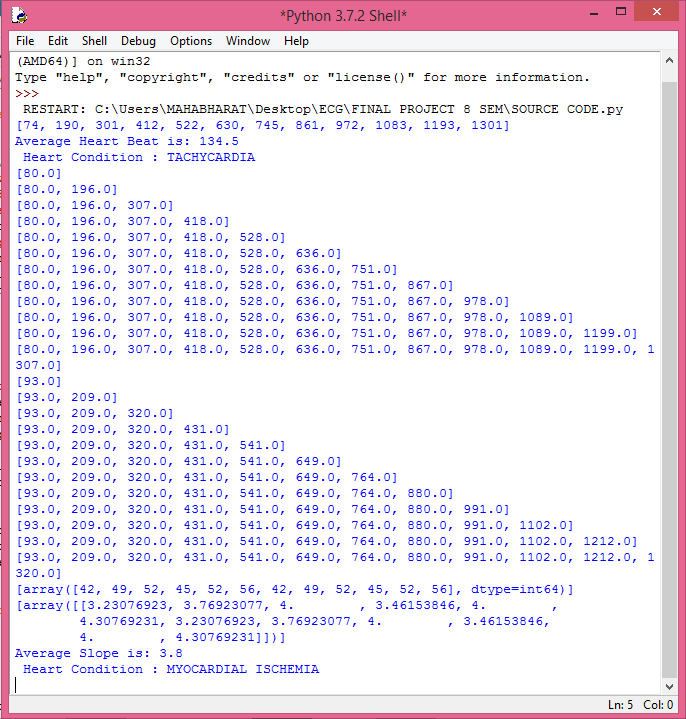 *Python 3.7.2 Shell*
File Edit Shell Debug Options Window Help
(AMD64)] on win32
Type "help", "copyright", "credits" or "license()" for more information.
>>>
RESTART: C:\Users\MAHABHARAT\Desktop\ECG\FINAL PROJECT 8 SEM\SOURCE CODE.py
[74, 190, 301, 412, 522, 630, 745, 861, 972, 1083, 1193, 1301]
Average Heart Beat is: 134.5
Heart Condition : TACHYCARDIA
[80.0]
[80.0, 196.0]
[80.0, 196.0, 307.0]
[80.0, 196.0, 307.0, 418.0]
[80.0, 196.0, 307.0, 418.0, 528.0]
[80.0, 196.0, 307.0, 418.0, 528.0, 636.0]
[80.0, 196.0, 307.0, 418.0, 528.0, 636.0, 751.0]
[80.0, 196.0, 307.0, 418.0, 528.0, 636.0, 751.0, 867.0]
[80.0, 196.0, 307.0, 418.0, 528.0, 636.0, 751.0, 867.0, 978.0]
[80.0, 196.0, 307.0, 418.0, 528.0, 636.0, 751.0, 867.0, 978.0, 1089.0]
[80.0, 196.0, 307.0, 418.0, 528.0, 636.0, 751.0, 867.0, 978.0, 1089.0, 1199.0]
[80.0, 196.0, 307.0, 418.0, 528.0, 636.0, 751.0, 867.0, 978.0, 1089.0, 1199.0, 1
307.0]
[93.0]
[93.0, 209.0]
[93.0, 209.0, 320.0]
[93.0, 209.0, 320.0, 431.0]
[93.0, 209.0, 320.0, 431.0, 541.0]
[93.0, 209.0, 320.0, 431.0, 541.0, 649.0]
[93.0, 209.0, 320.0, 431.0, 541.0, 649.0, 764.0]
[93.0, 209.0, 320.0, 431.0, 541.0, 649.0, 764.0, 880.0]
[93.0, 209.0, 320.0, 431.0, 541.0, 649.0, 764.0, 880.0, 991.0]
[93.0, 209.0, 320.0, 431.0, 541.0, 649.0, 764.0, 880.0, 991.0, 1102.0]
[93.0, 209.0, 320.0, 431.0, 541.0, 649.0, 764.0, 880.0, 991.0, 1102.0, 1212.0]
[93.0, 209.0, 320.0, 431.0, 541.0, 649.0, 764.0, 880.0, 991.0, 1102.0, 1212.0, 1
320.0]
[array([42, 49, 52, 45, 52, 56, 42, 49, 52, 45, 52, 56], dtype=int64)]
[array([[3.23076923, 3.76923077, 4.        , 3.46153846, 4.        ,
4.30769231, 3.23076923, 3.76923077, 4.        , 3.46153846,
4.        , 4.30769231]])]
Average Slope is: 3.8
Heart Condition : MYOCARDIAL ISCHEMIA
Ln: 5 Col: 0